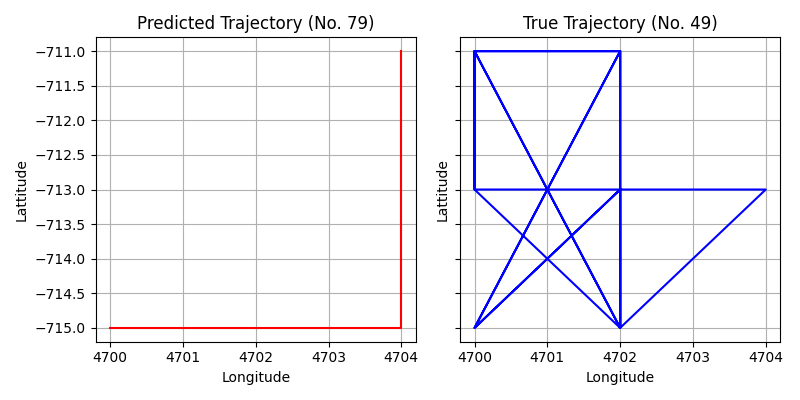 Predicted Trajectory (No. 79)
True Trajectory (No. 49)
Lattitude
−711.0
−711.5
−712.0
−712.5
−713.0
−713.5
−714.0
−714.5
−715.0
4700 4701 4702 4703 4704
Longitude
Lattitude
4700 4701 4702 4703 4704
Longitude